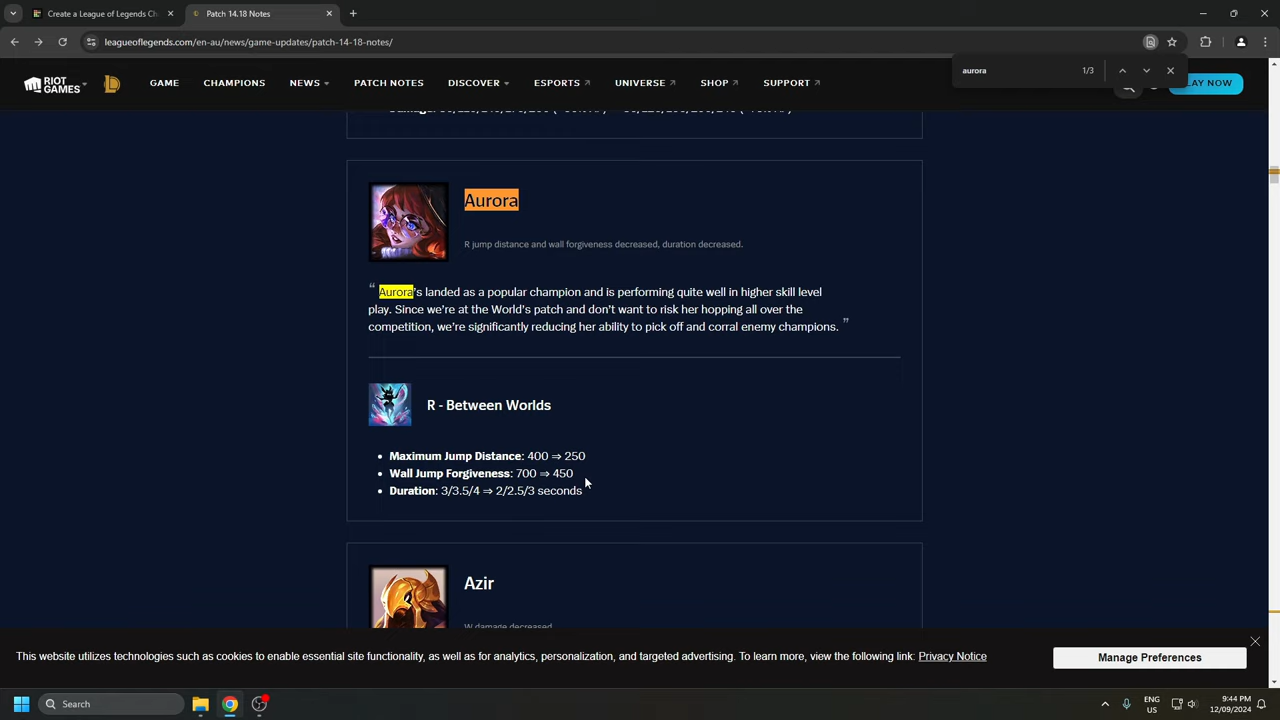 Create a League of Legends Ch
Patch 14.18 Notes
leagueoflegends.com/en-au/news/game-updates/patch-14-18-notes/
aurora
1/3
RIOT GAMES
GAME
CHAMPIONS
NEWS
PATCH NOTES
DISCOVER
ESPORTS
UNIVERSE
SHOP
SUPPORT
AY NOW
Aurora
R jump distance and wall forgiveness decreased, duration decreased.
“ Aurora's landed as a popular champion and is performing quite well in higher skill level
play. Since we're at the World's patch and don't want to risk her hopping all over the
competition, we're significantly reducing her ability to pick off and corral enemy champions. ”
R - Between Worlds
• Maximum Jump Distance: 400 ⇒ 250
• Wall Jump Forgiveness: 700 ⇒ 450
• Duration: 3/3.5/4 ⇒ 2/2.5/3 seconds
Azir
W damage decreased
This website utilizes technologies such as cookies to enable essential site functionality, as well as for analytics, personalization, and targeted advertising. To learn more, view the following link: Privacy Notice
Manage Preferences
Search
ENG
US
9:44 PM
12/09/2024